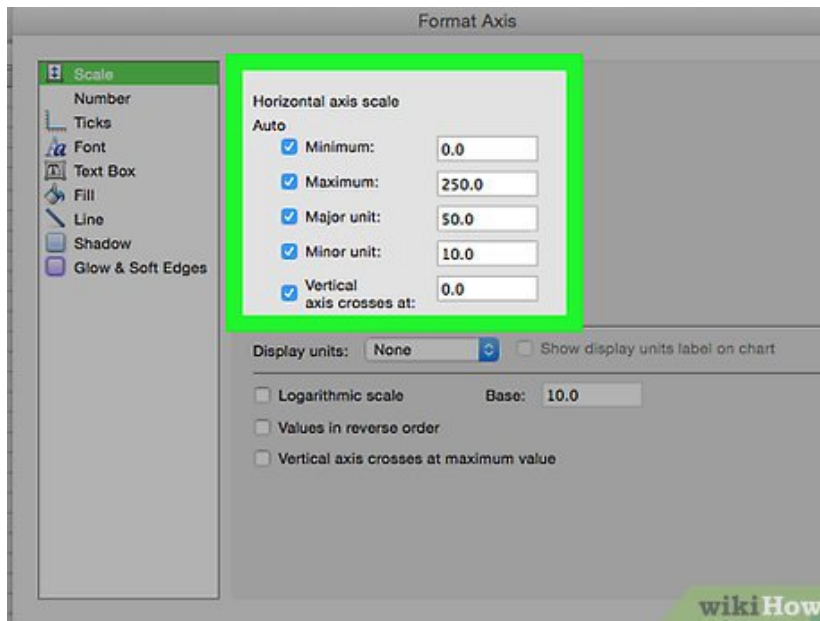 Format Axis
Scale
Number
Ticks
Font
Text Box
Fill
Line
Shadow
Glow & Soft Edges
Horizontal axis scale
Auto
Minimum: 0.0
Maximum: 250.0
Major unit: 50.0
Minor unit: 10.0
Vertical
axis crosses at: 0.0
Display units: None Show display units label on chart
Logarithmic scale Base: 10.0
Values in reverse order
Vertical axis crosses at maximum value
wikiHow